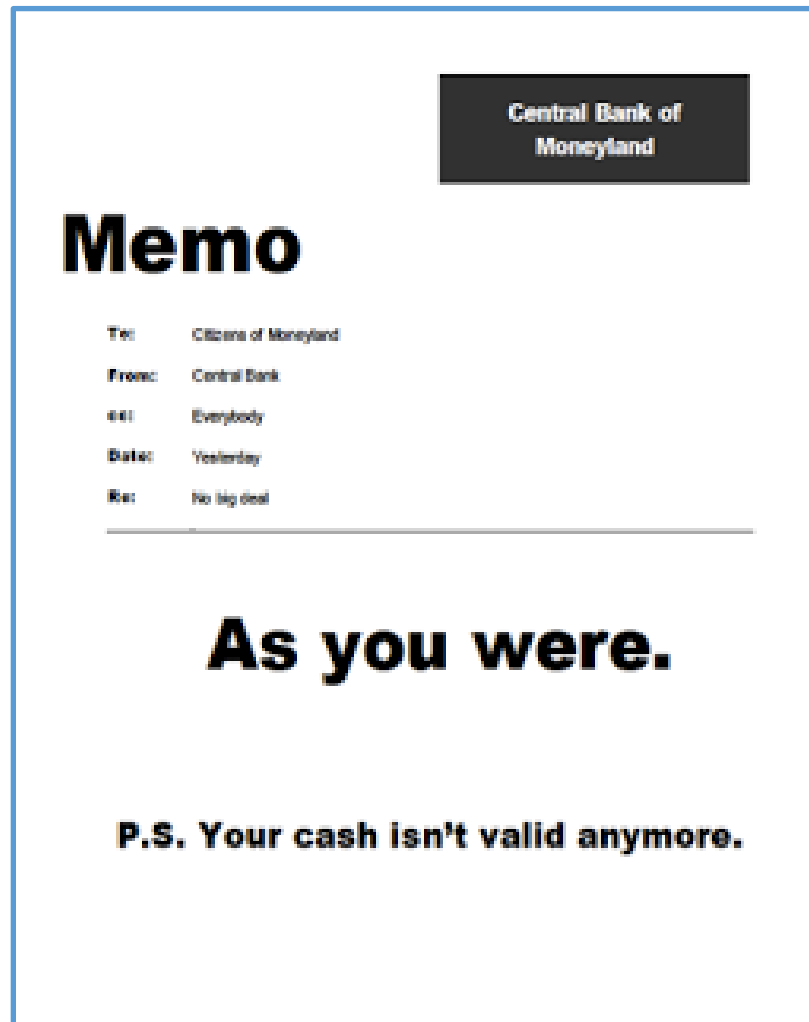 Central Bank of
Moneyland
Memo
To: Citizens of Moneyland
From: Central Bank
cc: Everybody
Date: Yesterday
Re: No big deal
As you were.
P.S. Your cash isn't valid anymore.